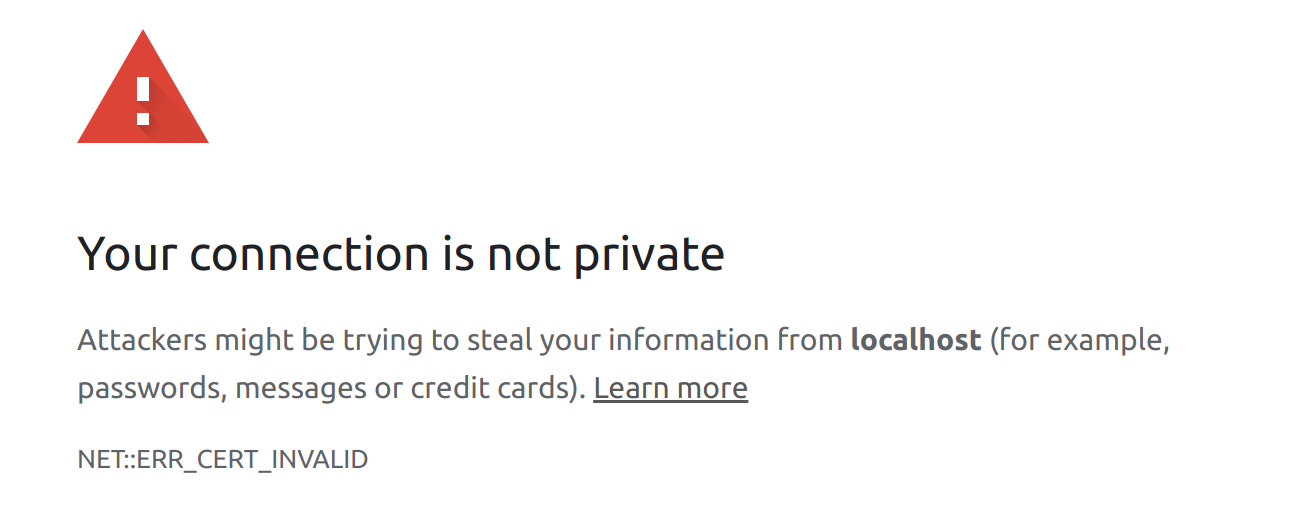 Your connection is not private
Attackers might be trying to steal your information from localhost (for example,
passwords, messages or credit cards). Learn more
NET::ERR_CERT_INVALID